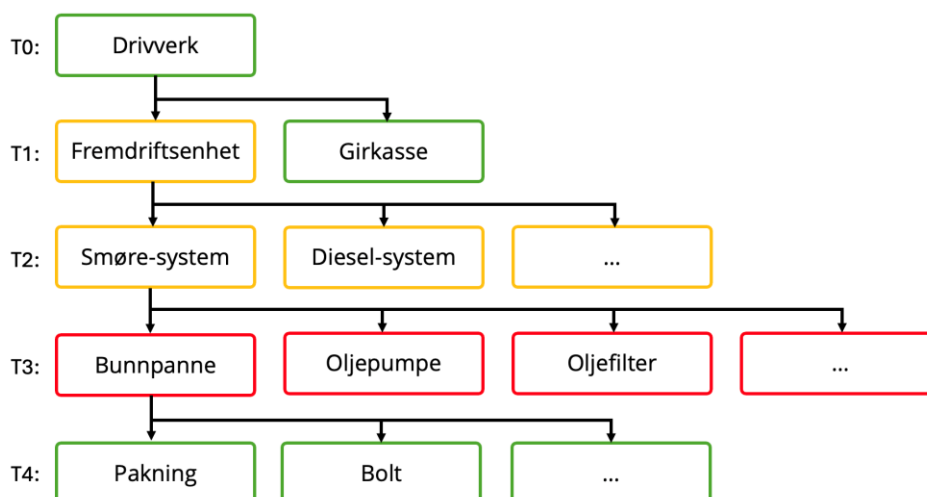 T0: Drivverk
T1: Fremdriftsenhet Girkasse
T2: Smøre-system Diesel-system ...
T3: Bunnpanne Oljepumpe Oljefilter ...
T4: Pakning Bolt ...